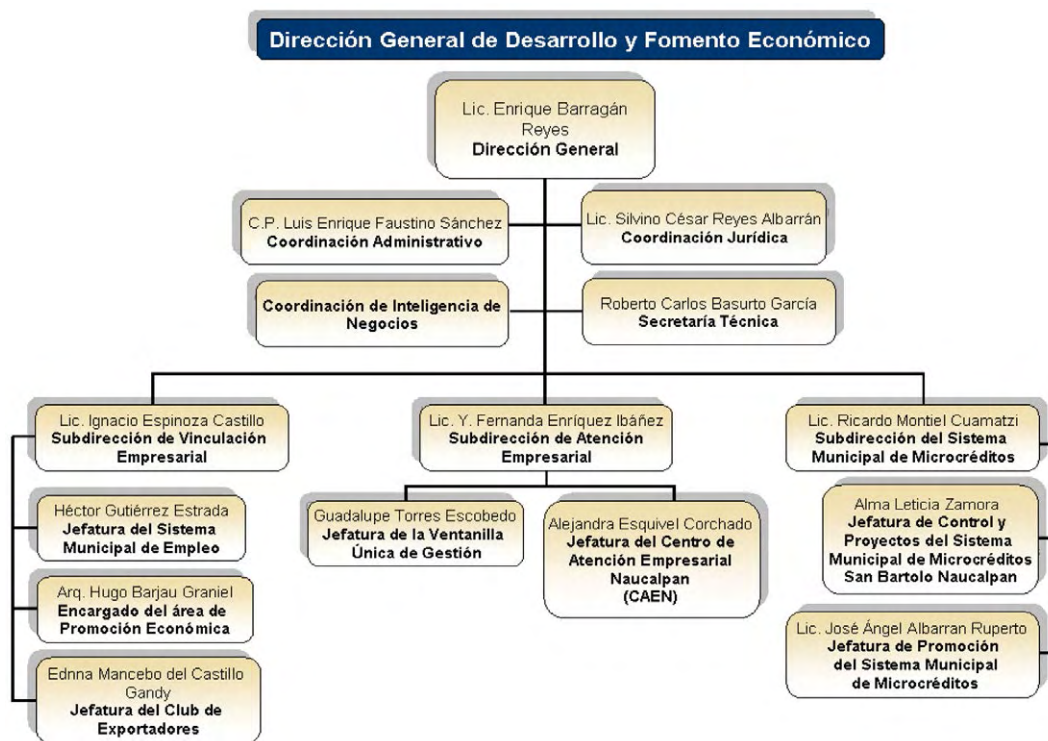 Dirección General de Desarrollo y Fomento Económico
Lic. Enrique Barragán
Reyes
Dirección General
C.P. Luis Enrique Faustino Sánchez
Coordinación Administrativo
Lic. Silvino César Reyes Albarrán
Coordinación Jurídica
Coordinación de Inteligencia de
Negocios
Roberto Carlos Basurto García
Secretaría Técnica
Lic. Ignacio Espinoza Castillo
Subdirección de Vinculación
Empresarial
Héctor Gutiérrez Estrada
Jefatura del Sistema
Municipal de Empleo
Arq. Hugo Barjau Graniel
Encargado del área de
Promoción Económica
Ednna Mancebo del Castillo
Gandy
Jefatura del Club de
Exportadores
Lic. Y. Fernanda Enríquez Ibáñez
Subdirección de Atención
Empresarial
Guadalupe Torres Escobedo
Jefatura de la Ventanilla
Única de Gestión
Alejandra Esquivel Corchado
Jefatura del Centro de
Atención Empresarial
Naucalpan
(CAEN)
Lic. Ricardo Montiel Cuamatzi
Subdirección del Sistema
Municipal de Microcréditos
Alma Leticia Zamora
Jefatura de Control y
Proyectos del Sistema
Municipal de Microcréditos
San Bartolo Naucalpan
Lic. José Ángel Albarran Ruperto
Jefatura de Promoción
del Sistema Municipal
de Microcréditos